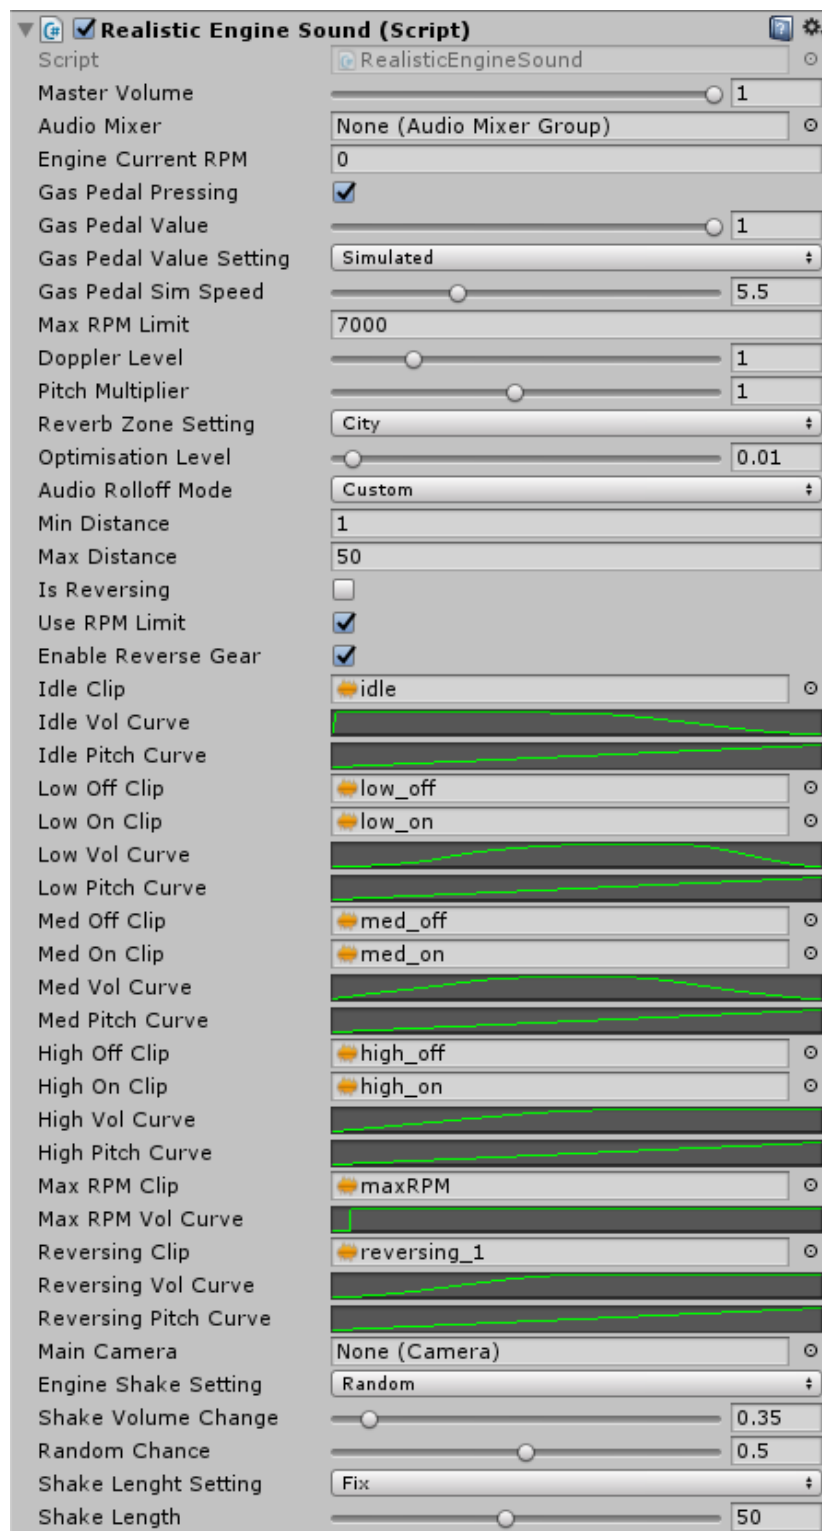 Realistic Engine Sound (Script)
Script RealisticEngineSound
Master Volume 1
Audio Mixer None (Audio Mixer Group)
Engine Current RPM 0
Gas Pedal Pressing
Gas Pedal Value 1
Gas Pedal Value Setting Simulated
Gas Pedal Sim Speed 5.5
Max RPM Limit 7000
Doppler Level 1
Pitch Multiplier 1
Reverb Zone Setting City
Optimisation Level 0.01
Audio Rolloff Mode Custom
Min Distance 1
Max Distance 50
Is Reversing
Use RPM Limit
Enable Reverse Gear
Idle Clip idle
Idle Vol Curve
Idle Pitch Curve
Low Off Clip low_off
Low On Clip low_on
Low Vol Curve
Low Pitch Curve
Med Off Clip med_off
Med On Clip med_on
Med Vol Curve
Med Pitch Curve
High Off Clip high_off
High On Clip high_on
High Vol Curve
High Pitch Curve
Max RPM Clip maxRPM
Max RPM Vol Curve
Reversing Clip reversing_1
Reversing Vol Curve
Reversing Pitch Curve
Main Camera None (Camera)
Engine Shake Setting Random
Shake Volume Change 0.35
Random Chance 0.5
Shake Lenght Setting Fix
Shake Length 50